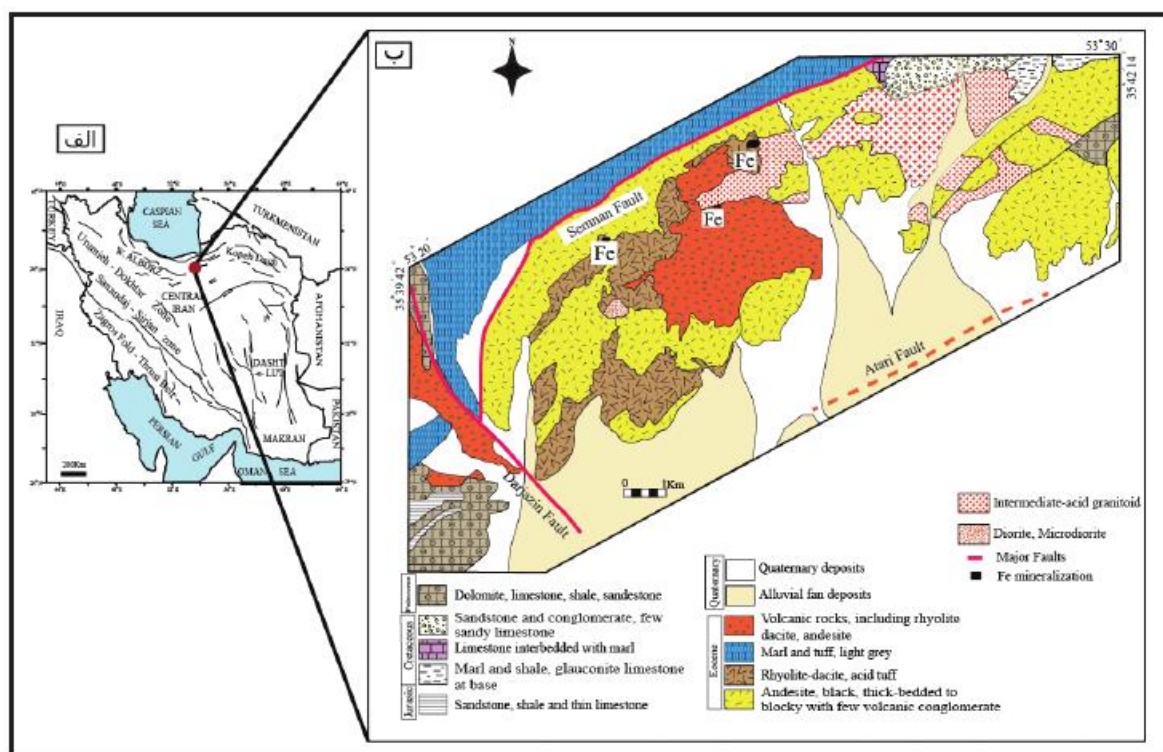 الف
CASPIAN
SEA
TURKMENISTAN
TURKEY
W. ALBORZ
Kopeh Dagh
Urumieh - Dokhtar Zone
Sanandaj - Sirjan zone
Zagros Fold - Thrust Belt
CENTRAL
IRAN
IRAQ
AFGHANISTAN
DASHT
LUT
PAKISTAN
PERSIAN
GULF
MAKRAN
OMAN SEA
100Km
ب
N
53° 30'
35° 42' 14
53° 20'
35° 39' 42"
Semnan Fault
Fe
Fe
Fe
Atari Fault
Darjazin Fault
0
Km
Dolomite, limestone, shale, sandestone
Cretaceous
Sandstone and conglomerate, few
sandy limestone
Limestone interbedded with marl
Marl and shale, glauconite limestone
at base
Jurassic
Sandstone, shale and thin limestone
Quaternary
Quaternary deposits
Alluvial fan deposits
Eocene
Volcanic rocks, including rhyolite
dacite, andesite
Marl and tuff, light grey
Rhyolite-dacite, acid tuff
Andesite, black, thick-bedded to
blocky with few volcanic conglomerate
Intermediate-acid granitoid
Diorite, Microdiorite
Major Faults
Fe mineralization